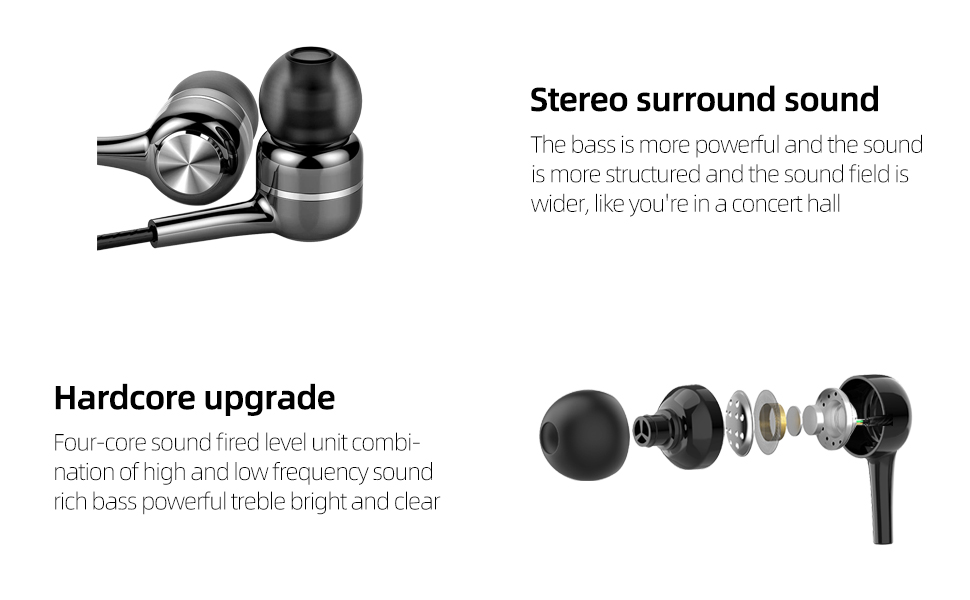 Stereo surround sound
The bass is more powerful and the sound
is more structured and the sound field is
wider, like you're in a concert hall
Hardcore upgrade
Four-core sound fired level unit combi-
nation of high and low frequency sound
rich bass powerful treble bright and clear